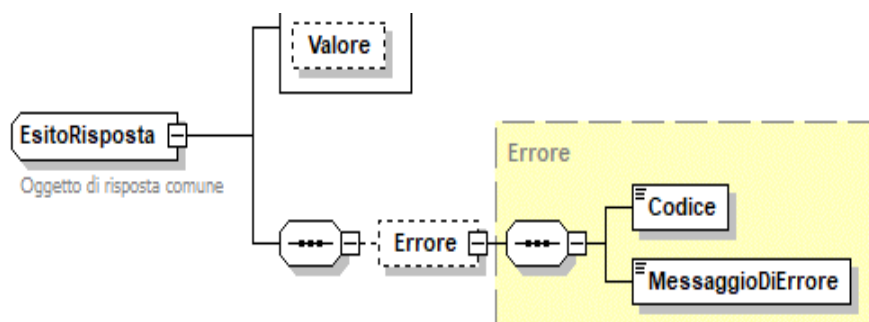 Valore
EsitoRisposta
Oggetto di risposta comune
Errore
Errore
Codice
MessaggioDiErrore